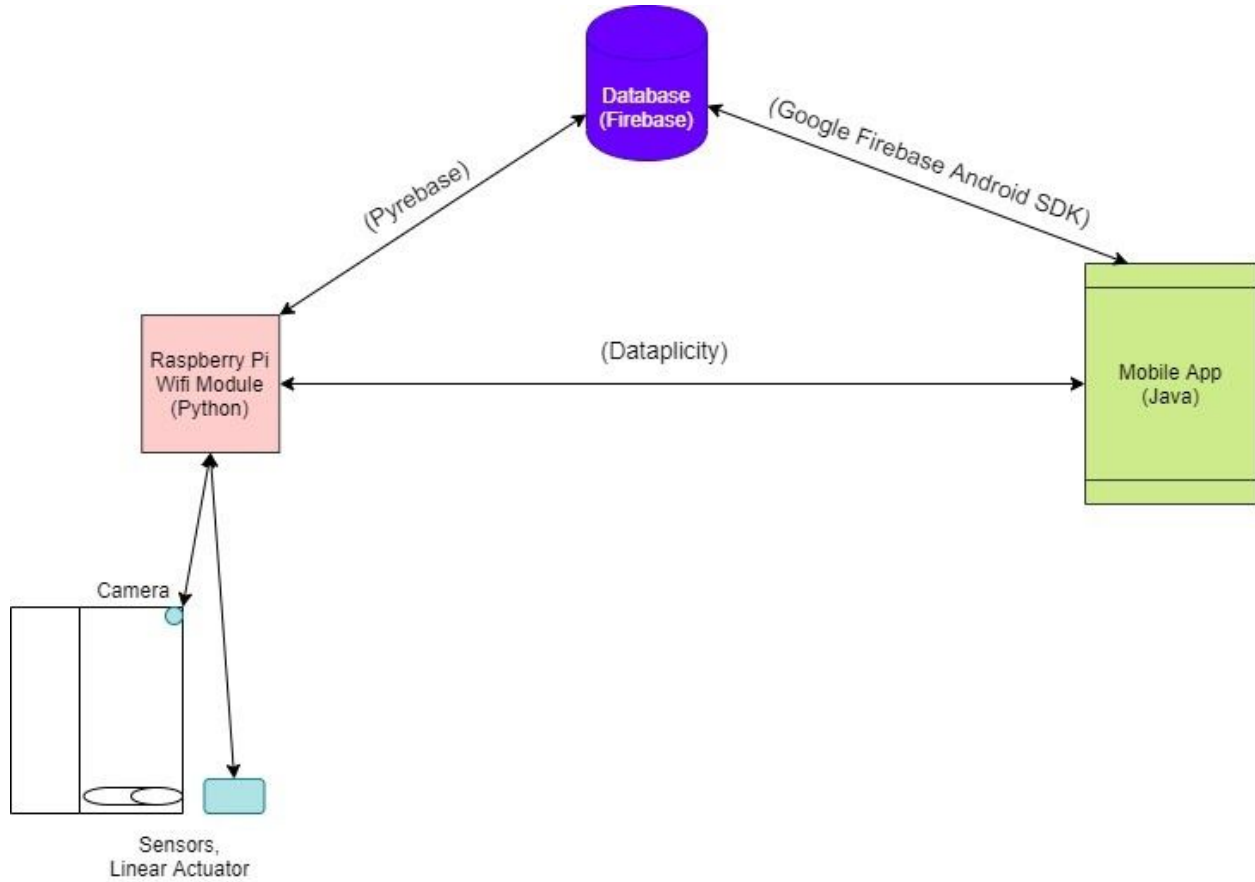 Database
(Firebase)
(Google Firebase Android SDK)
(Pyrebase)
(Dataplicity)
Raspberry Pi
Wifi Module
(Python)
Mobile App
(Java)
Camera
Sensors,
Linear Actuator